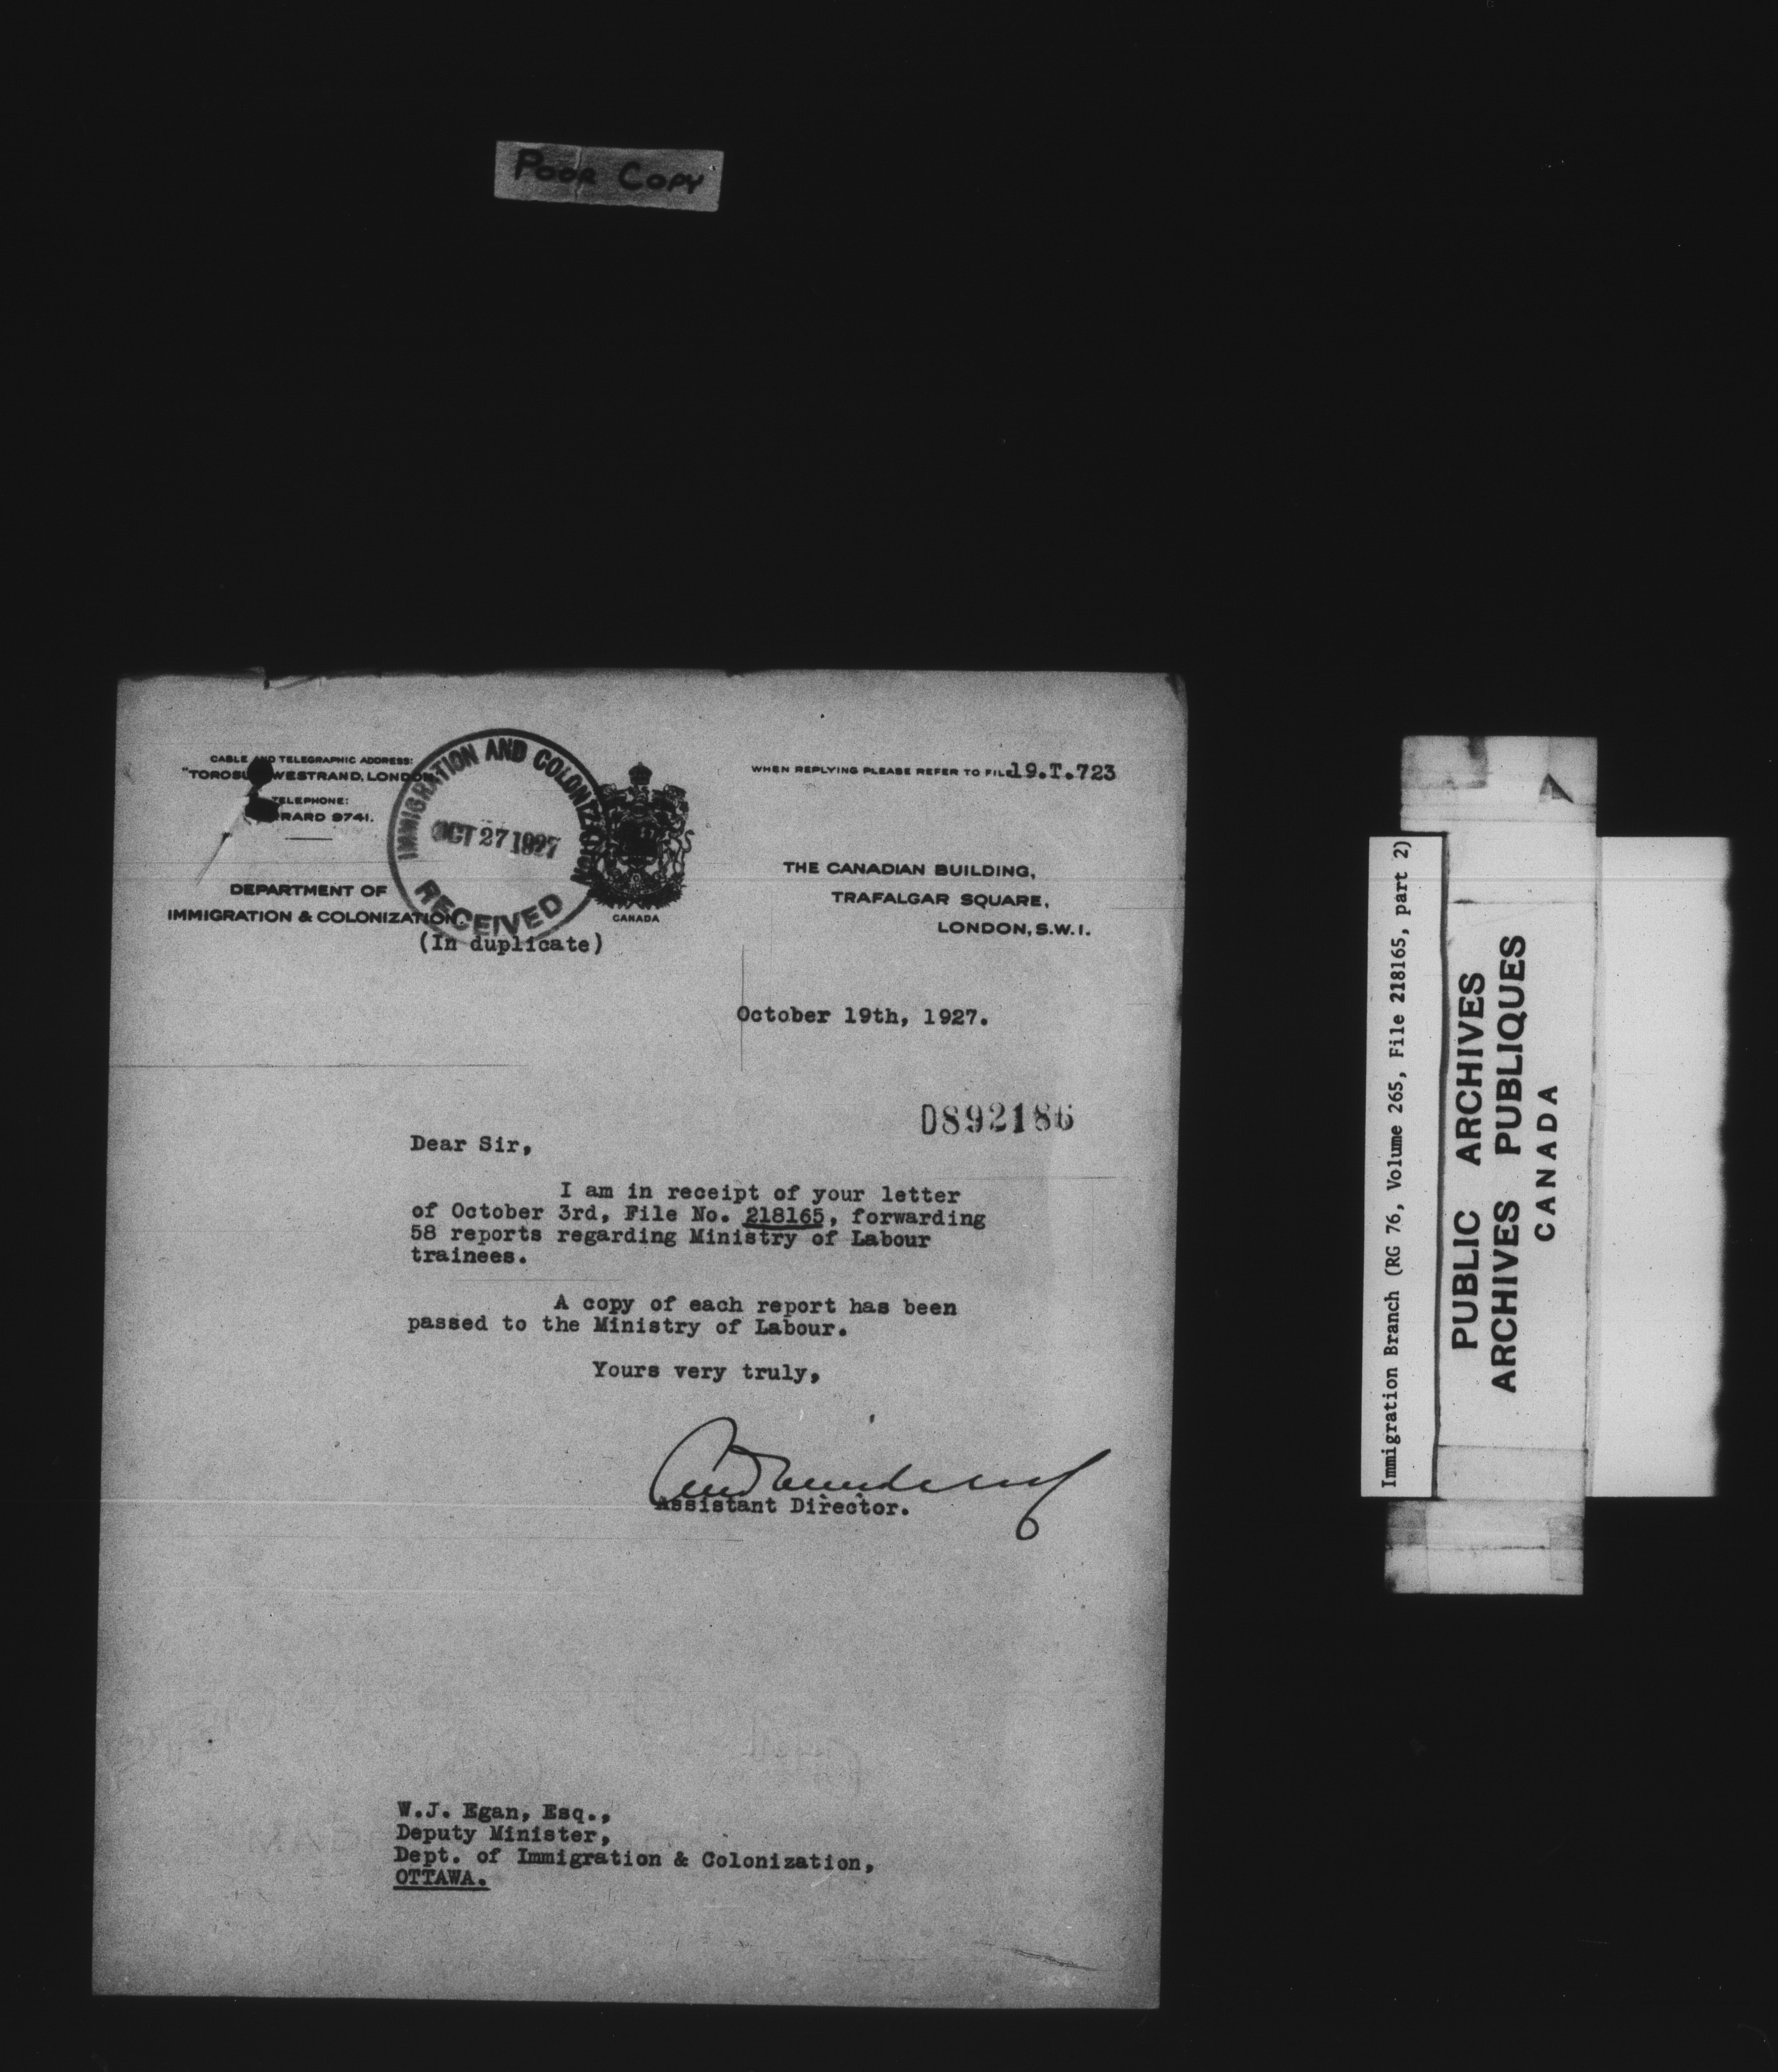 POOR COPY
CABLE AND TELEGRAPHIC ADDRESS:
WESTRAND, LONDON
TELEPHONE:
9741.
DEPARTMENT OF
IMMIGRATION & COLONIZATION
IMMIGRATION AND COLONIZATION
OCT 27 1927
RECEIVED
CANADA
WHEN REPLYING PLEASE REFER TO FILE 19.T.723
THE CANADIAN BUILDING,
TRAFALGAR SQUARE,
LONDON, S.W.1.
(In duplicate)
October 19th, 1927.
D892186
Dear Sir,
I am in receipt of your letter
of October 3rd, File No. 218165, forwarding
58 reports regarding Ministry of Labour
trainees.
A copy of each report has been
passed to the Ministry of Labour.
Yours very truly,
Assistant Director.
W.J. Egan, Esq.,
Deputy Minister,
Dept. of Immigration & Colonization,
OTTAWA.
Immigration Branch (RG 76, Volume 265, File 218165, part 2)
PUBLIC ARCHIVES
ARCHIVES PUBLIQUES
CANADA